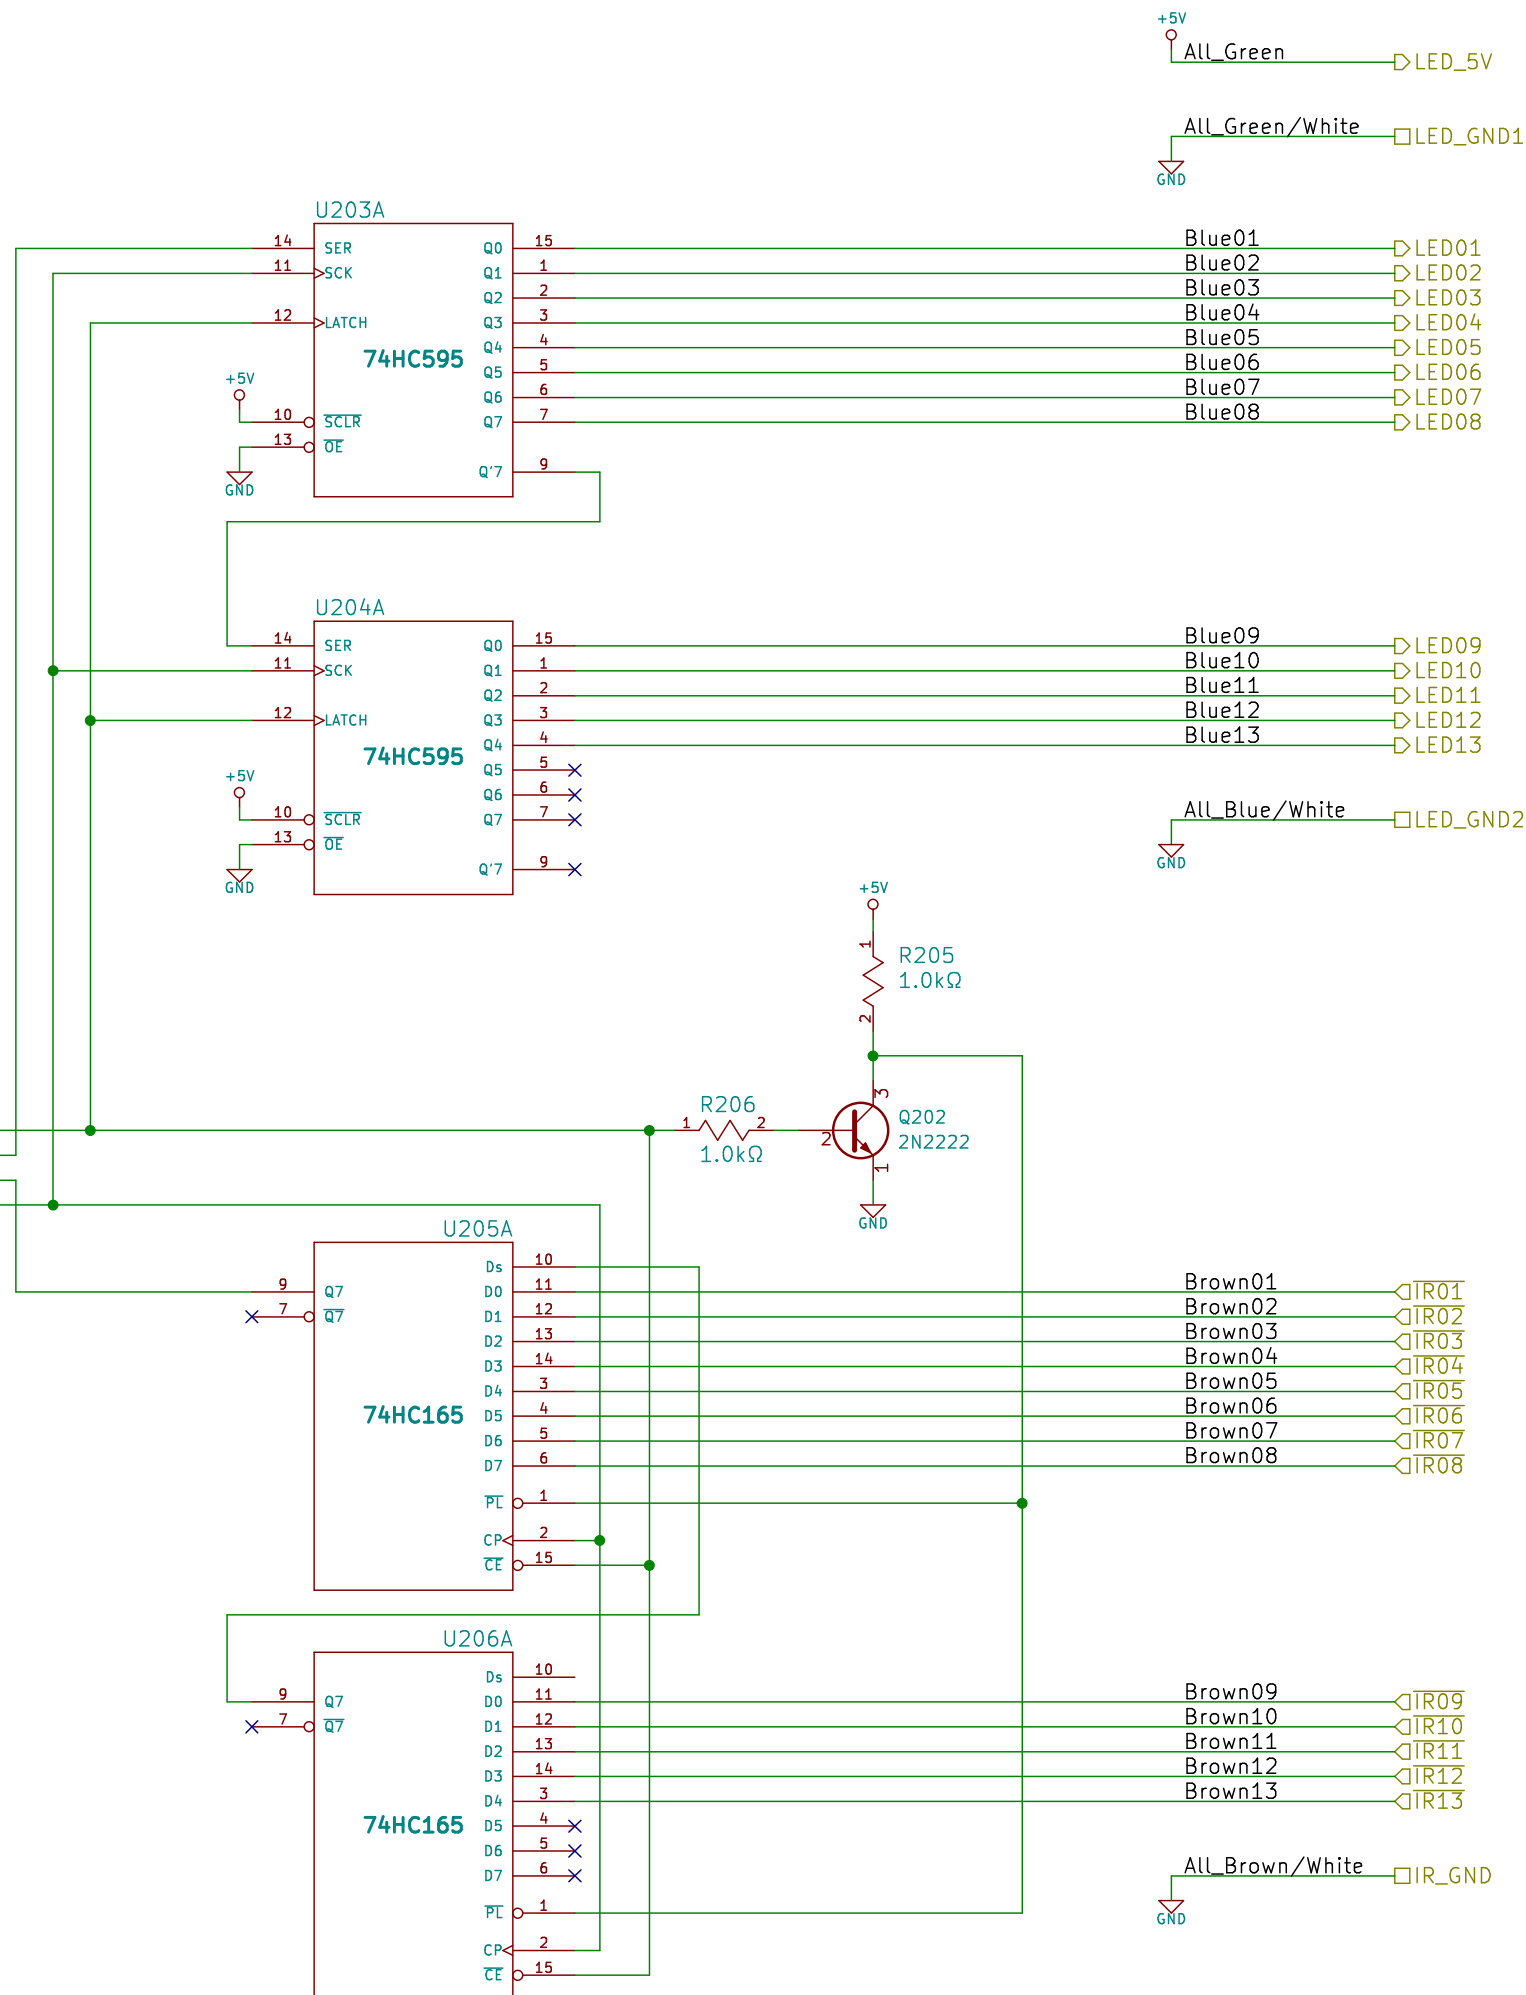 +5V
All_Green
LED_5V
All_Green/White
LED_GND1
GND
U203A
14 SER Q0 15 Blue01 LED01
11 SCK Q1 1 Blue02 LED02
Q2 2 Blue03 LED03
12 LATCH Q3 3 Blue04 LED04
Q4 4 Blue05 LED05
74HC595
+5V
Q5 5 Blue06 LED06
Q6 6 Blue07 LED07
10 SCLR Q7 7 Blue08 LED08
13 OE
Q'7 9
GND
U204A
14 SER Q0 15 Blue09 LED09
11 SCK Q1 1 Blue10 LED10
Q2 2 Blue11 LED11
12 LATCH Q3 3 Blue12 LED12
Q4 4 Blue13 LED13
74HC595
Q5 5
+5V
Q6 6
10 SCLR Q7 7
All_Blue/White
LED_GND2
13 OE
GND
Q'7 9
GND
+5V
1
R205
1.0kΩ
2
3
R206
1 2
1.0kΩ
2
Q202
2N2222
1
GND
U205A
Ds 10
9 Q7 D0 11 Brown01 IR01
7 Q7 D1 12 Brown02 IR02
D2 13 Brown03 IR03
D3 14 Brown04 IR04
D4 3 Brown05 IR05
74HC165
D5 4 Brown06 IR06
D6 5 Brown07 IR07
D7 6 Brown08 IR08
PL 1
CP 2
CE 15
U206A
Ds 10
9 Q7 D0 11 Brown09 IR09
7 Q7 D1 12 Brown10 IR10
D2 13 Brown11 IR11
D3 14 Brown12 IR12
D4 3 Brown13 IR13
74HC165
D5 4
D6 5
D7 6
All_Brown/White
IR_GND
PL 1
GND
CP 2
CE 15